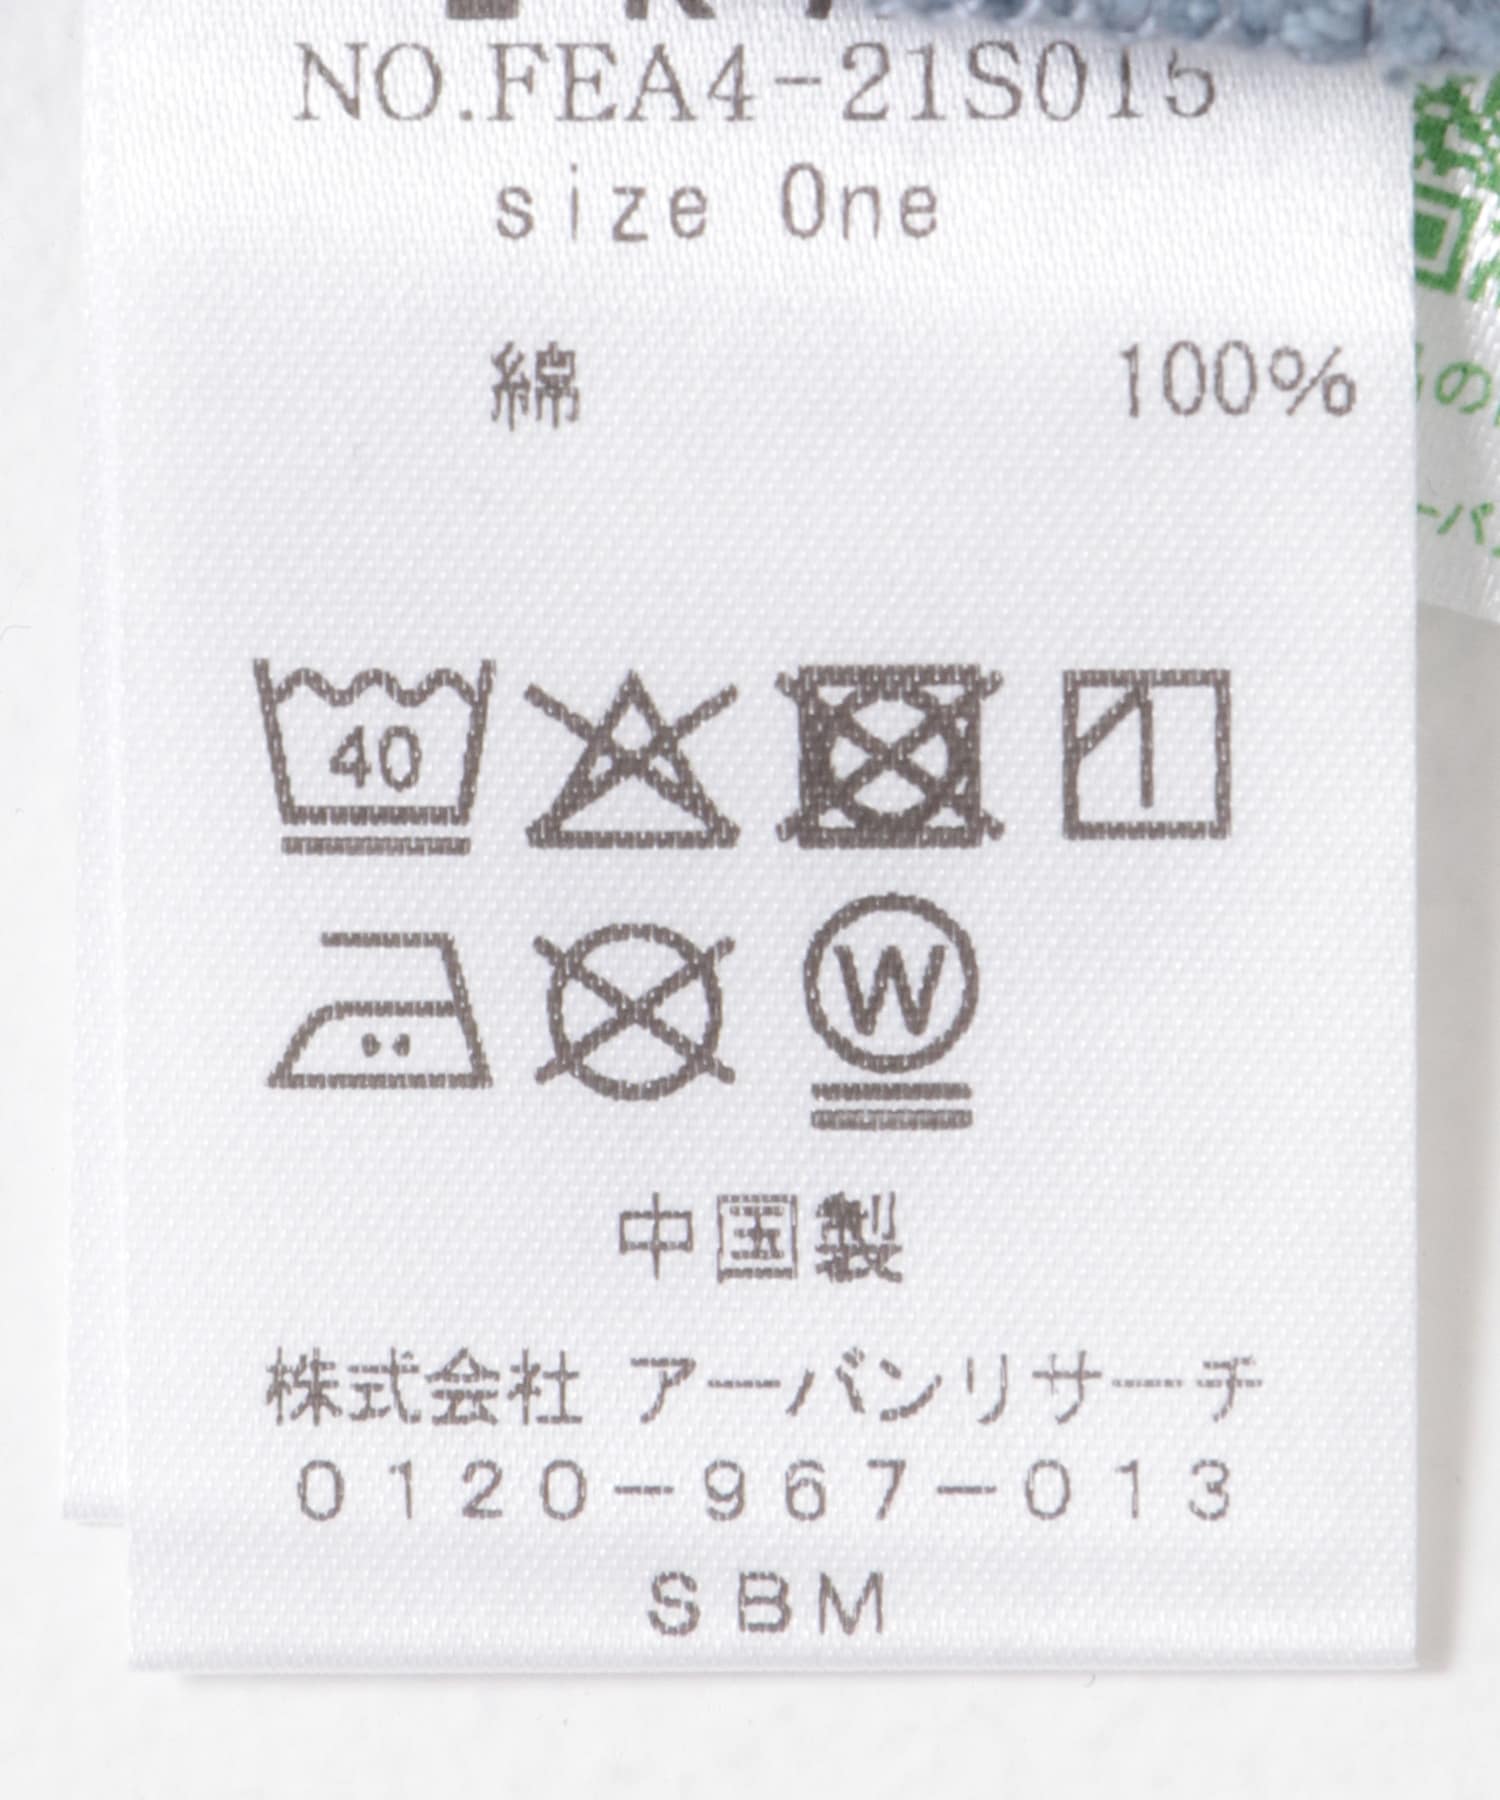 NO.FEA4-21S015
size One
綿 100%
40
W
中国製
株式会社 アーバンリサーチ
0120-967-013
SBM